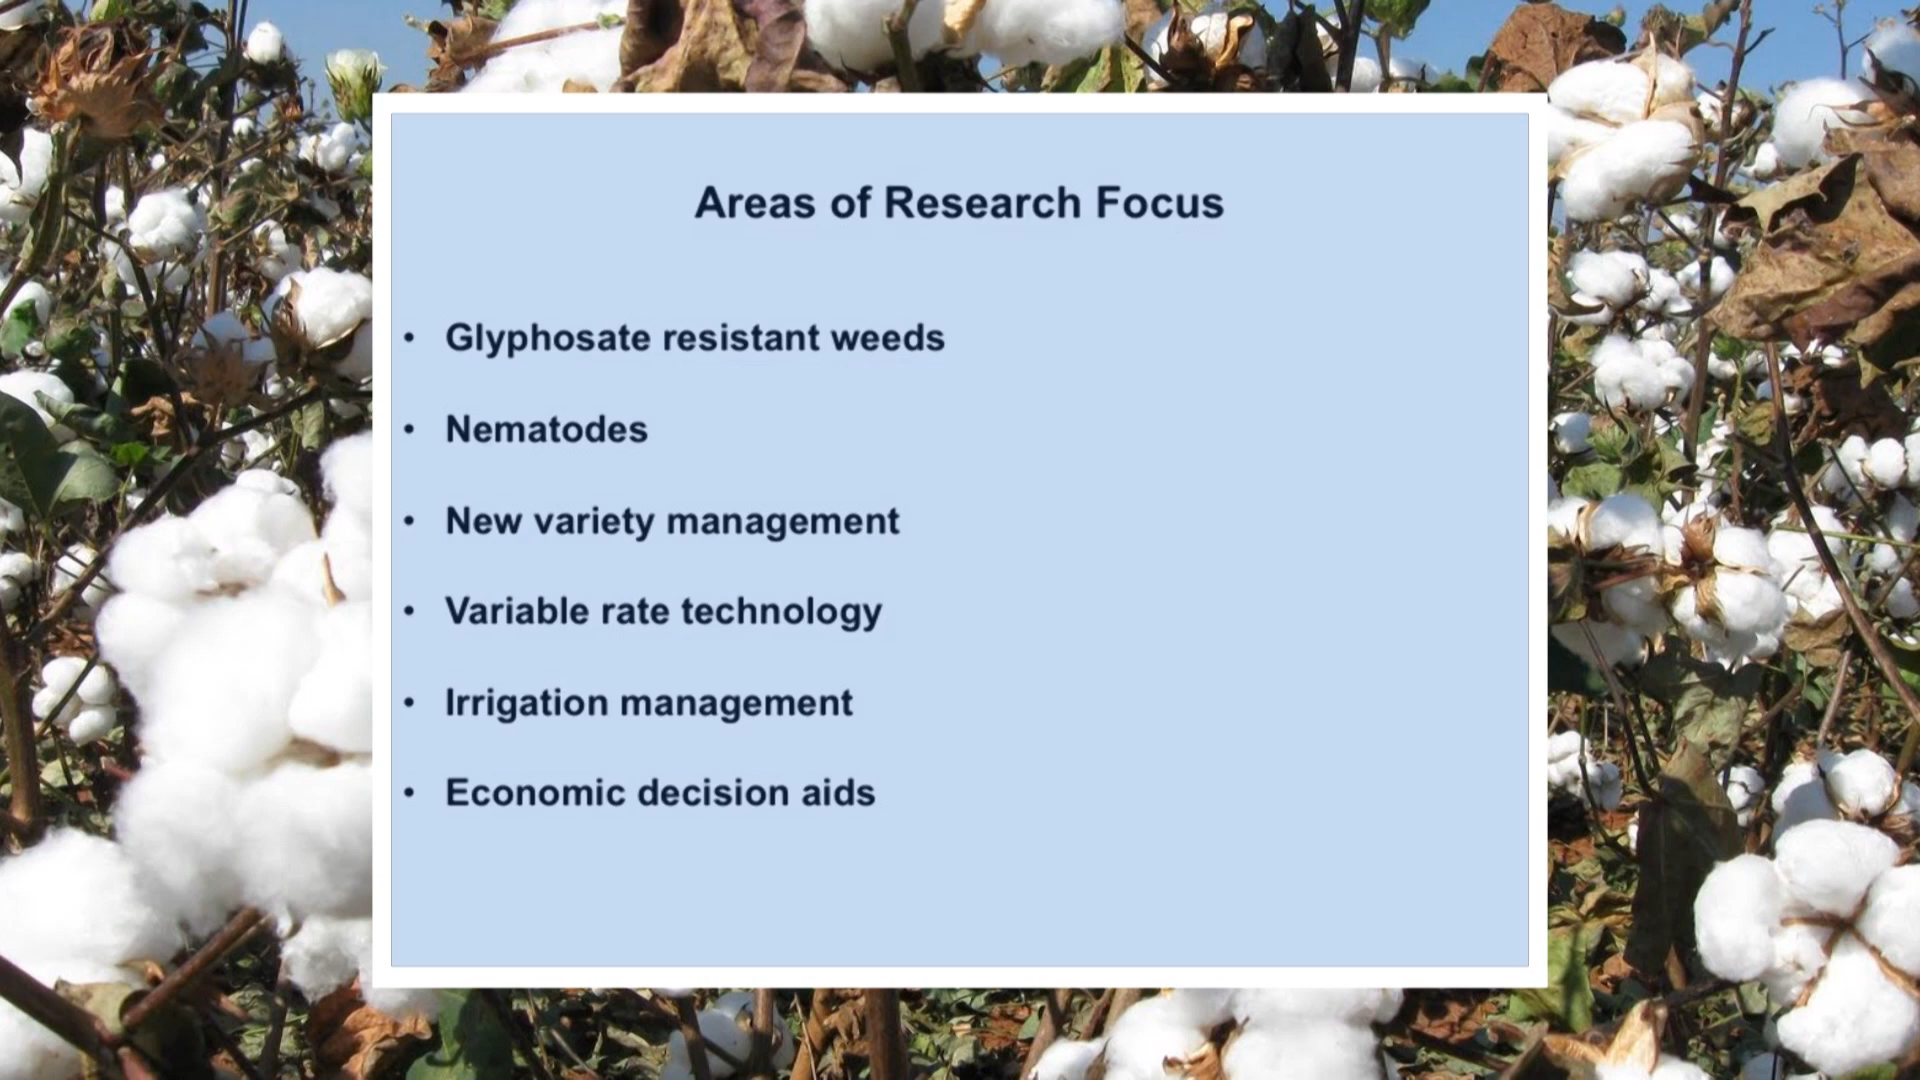 Areas of Research Focus
• Glyphosate resistant weeds
• Nematodes
• New variety management
• Variable rate technology
• Irrigation management
• Economic decision aids